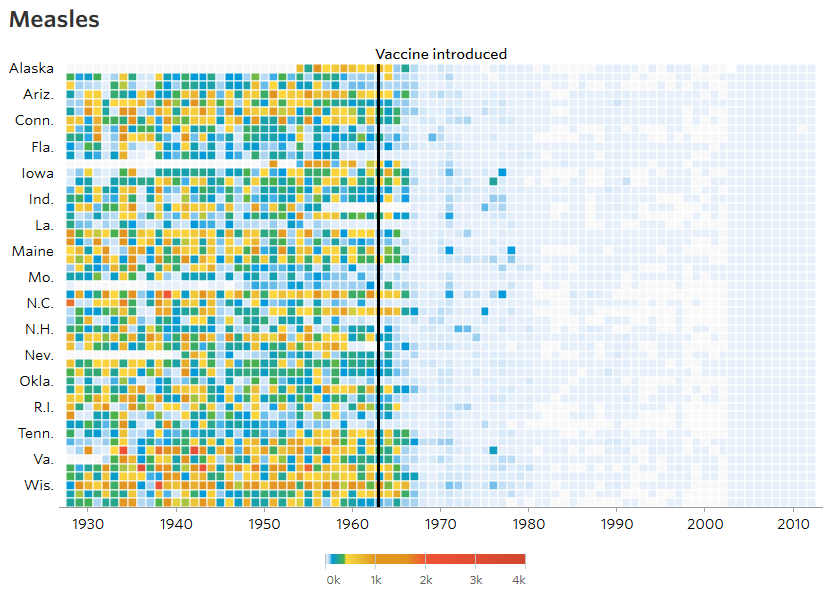 Measles
Vaccine introduced
Alaska
Ariz.
Conn.
Fla.
Iowa
Ind.
La.
Maine
Mo.
N.C.
N.H.
Nev.
Okla.
R.I.
Tenn.
Va.
Wis.
1930 1940 1950 1960 1970 1980 1990 2000 2010
0k 1k 2k 3k 4k